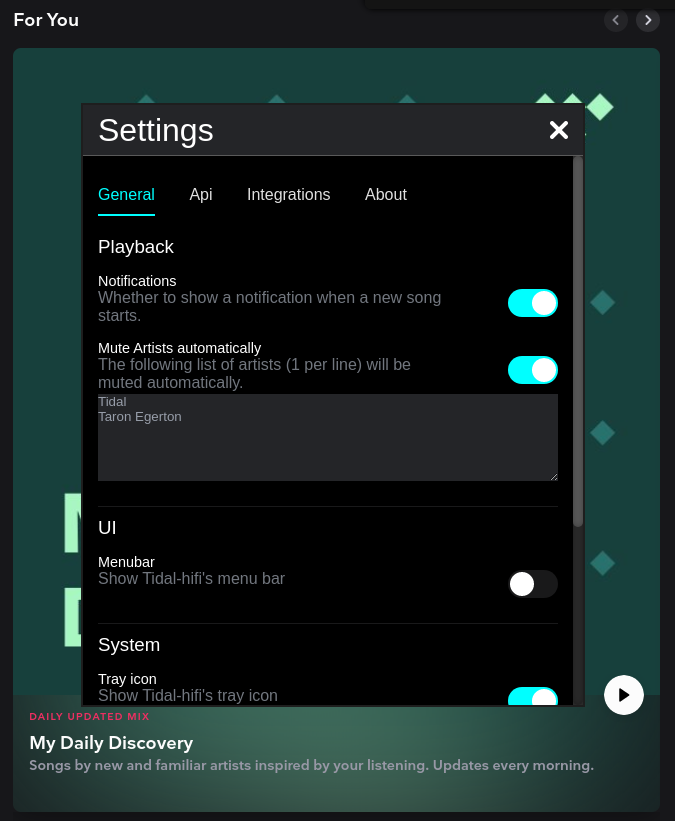 For You
Settings
General Api Integrations About
Playback
Notifications
Whether to show a notification when a new song
starts.
Mute Artists automatically
The following list of artists (1 per line) will be
muted automatically.
Tidal
Taron Egerton
UI
Menubar
Show Tidal-hifi's menu bar
System
Tray icon
Show Tidal-hifi's tray icon
DAILY UPDATED MIX
My Daily Discovery
Songs by new and familiar artists inspired by your listening. Updates every morning.